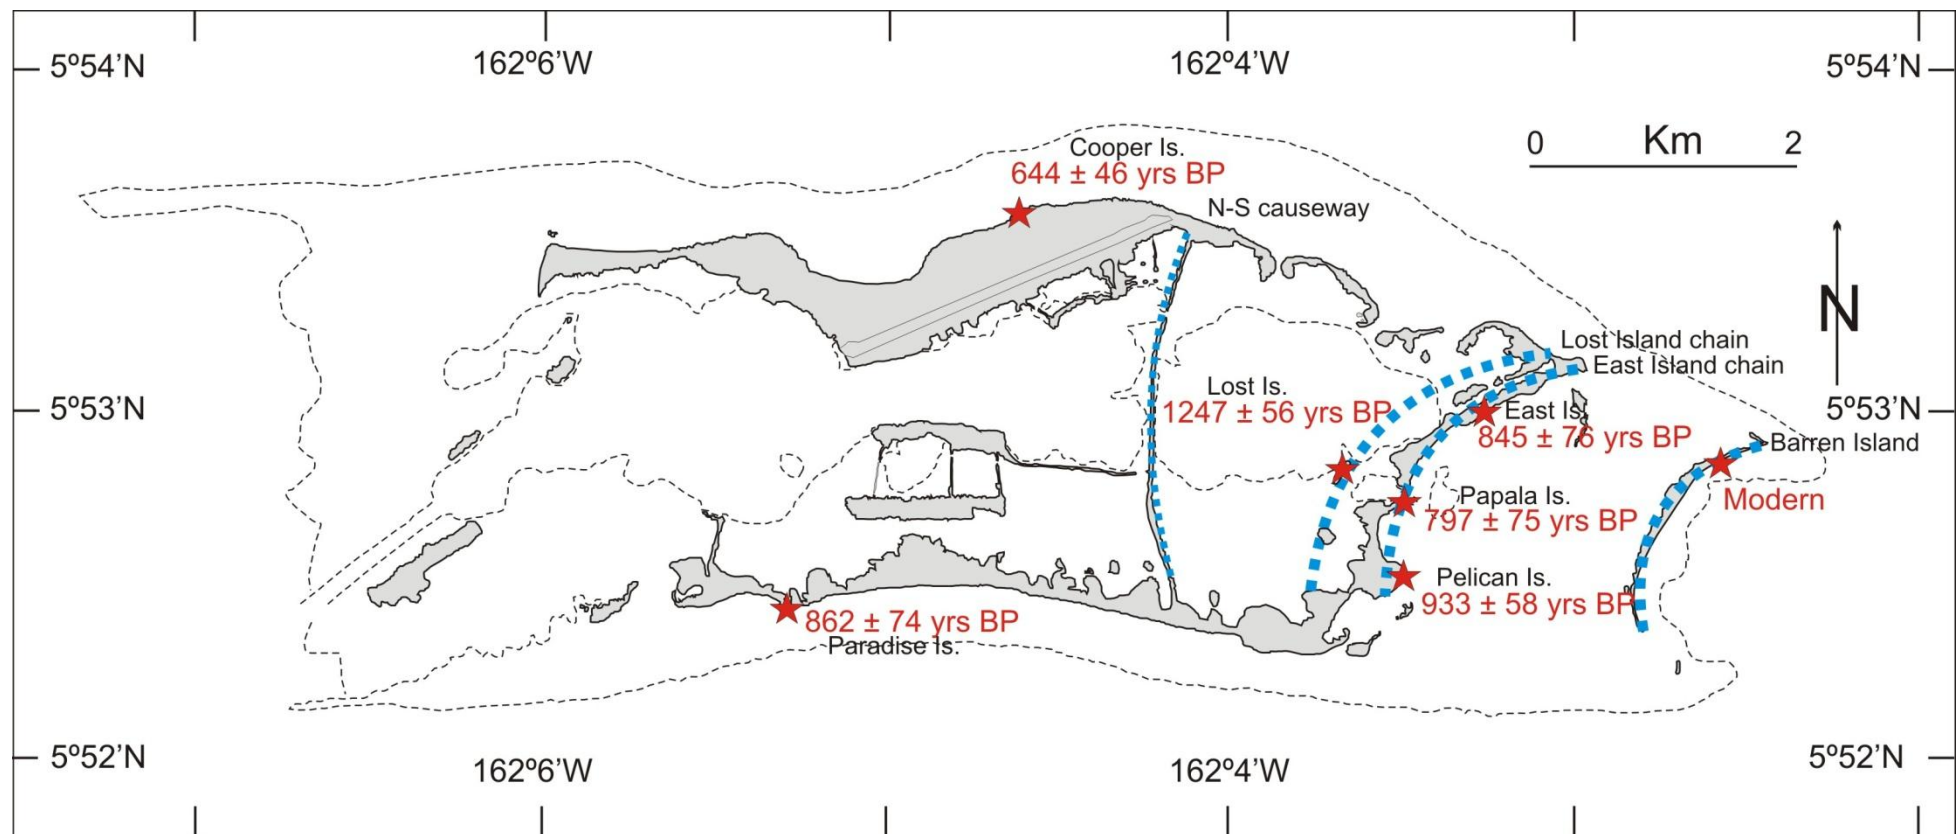 162º6’W
162º4’W
5º54’N
5º54’N
0 Km 2
Cooper Is.
644 ± 46 yrs BP
N-S causeway
N
Lost Island chain
East Island chain
Lost Is.
1247 ± 56 yrs BP
5º53’N
5º53’N
East Is.
845 ± 76 yrs BP
Barren Island
Modern
Papala Is.
797 ± 75 yrs BP
Pelican Is.
933 ± 58 yrs BP
862 ± 74 yrs BP
Paradise Is.
5º52’N
5º52’N
162º6’W
162º4’W